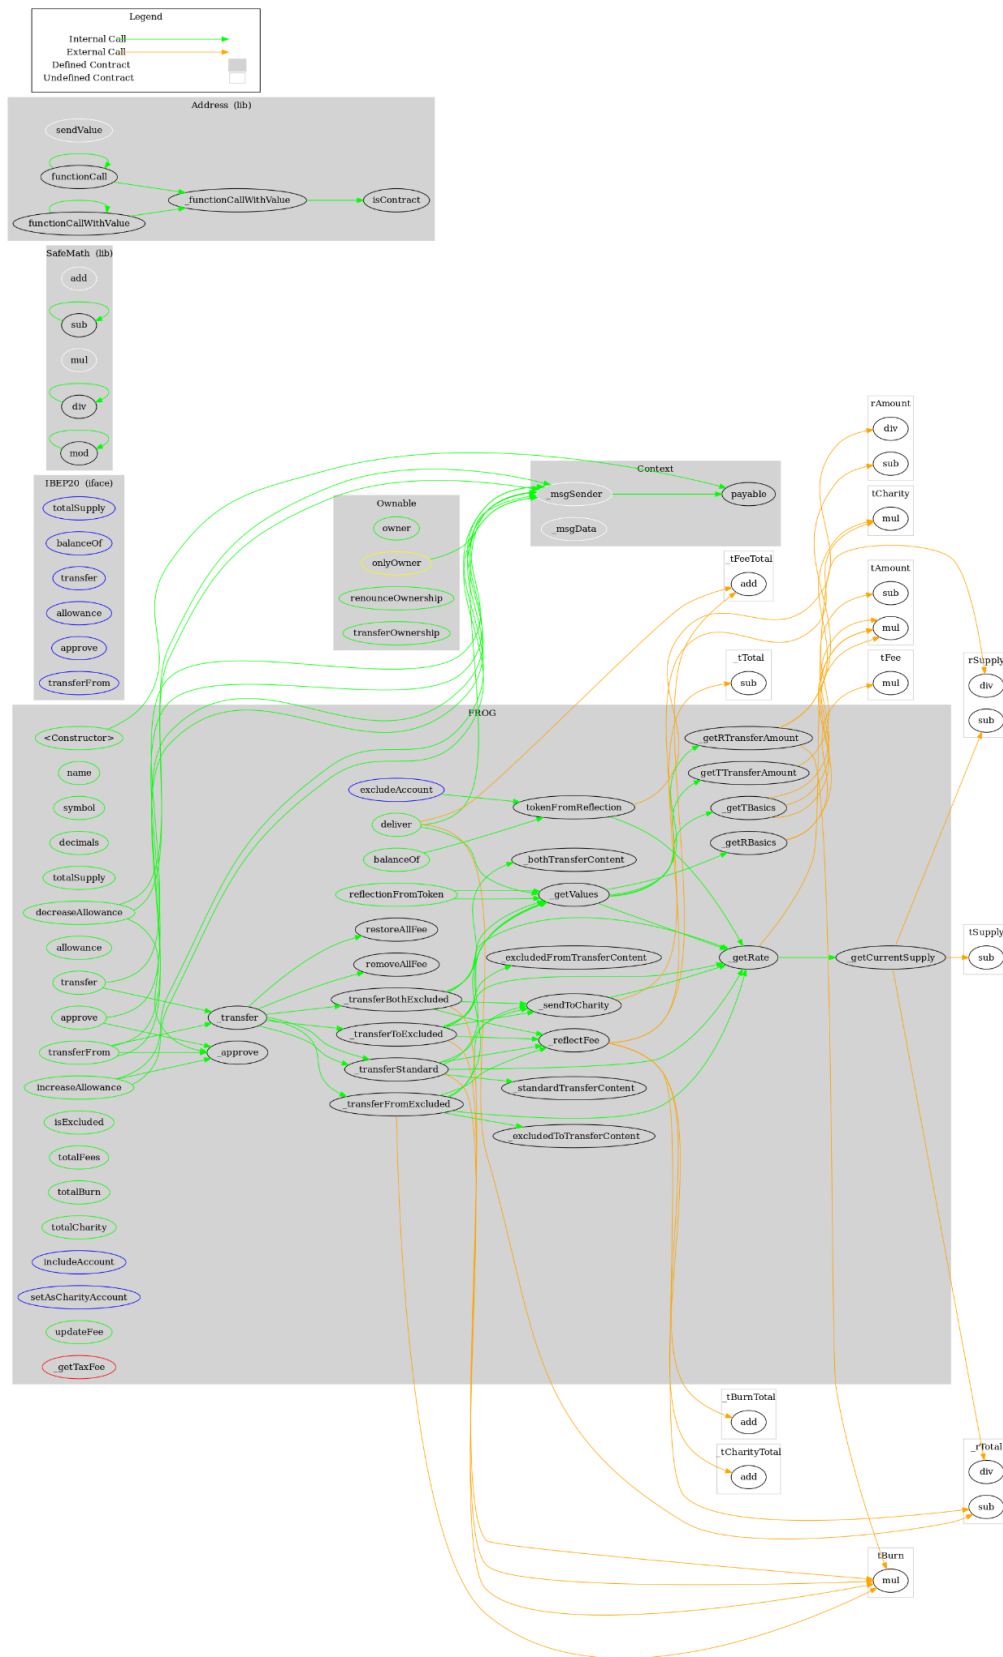 Legend
Internal Call
External Call
Defined Contract
Undefined Contract
Address (lib)
sendValue
functionCall
functionCallWithValue
_functionCallWithValue
isContract
SafeMath (lib)
add
sub
mul
div
mod
IBEP20 (iface)
totalSupply
balanceOf
transfer
allowance
approve
transferFrom
Ownable
owner
onlyOwner
renounceOwnership
transferOwnership
Context
_msgSender
payable
_msgData
rAmount
div
sub
tCharity
mul
_tFeeTotal
add
tAmount
sub
mul
_tTotal
sub
tFee
mul
rSupply
div
sub
FROG
<Constructor>
name
symbol
decimals
totalSupply
decreaseAllowance
allowance
transfer
approve
transferFrom
increaseAllowance
isExcluded
totalFees
totalBurn
totalCharity
includeAccount
setAsCharityAccount
updateFee
_getTaxFee
_transfer
_approve
excludeAccount
deliver
balanceOf
reflectionFromToken
restoreAllFee
removeAllFee
_transferBothExcluded
_transferToExcluded
_transferStandard
_transferFromExcluded
tokenFromReflection
_bothTransferContent
_getValues
_excludedFromTransferContent
_sendToCharity
_reflectFee
_standardTransferContent
_excludedToTransferContent
getRTransferAmount
getTTransferAmount
_getTBasics
_getRBasics
_getRate
_getCurrentSupply
tSupply
sub
_tBurnTotal
add
_tCharityTotal
add
_rTotal
div
sub
tBurn
mul